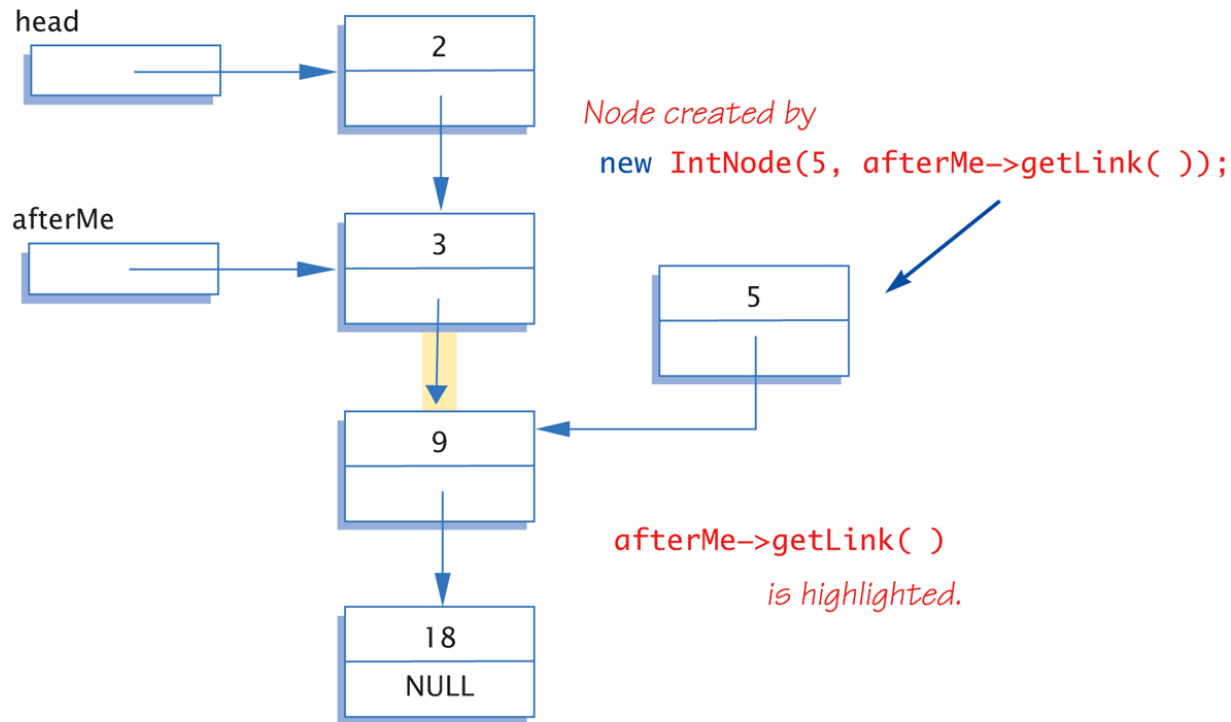 head
2
Node created by
new IntNode(5, afterMe->getLink( ));
afterMe
3
5
9
afterMe->getLink( )
is highlighted.
18
NULL